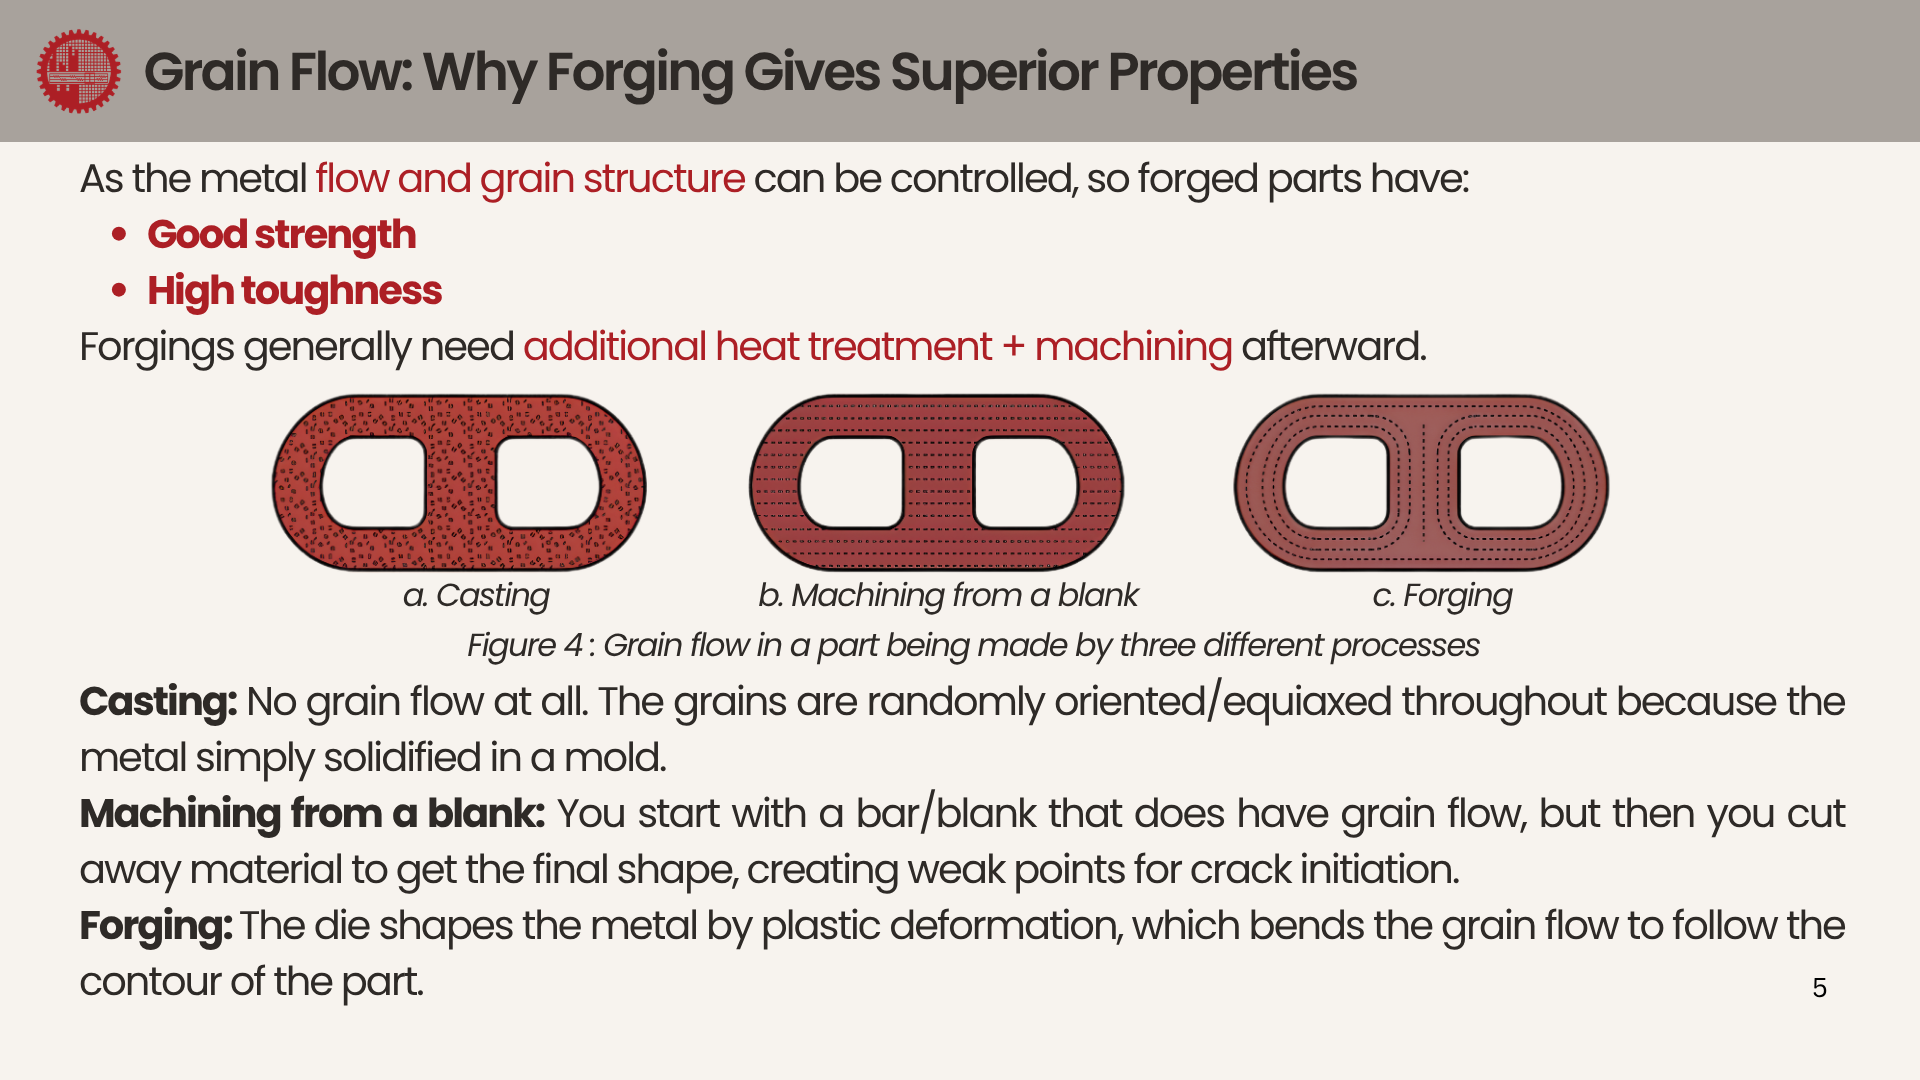 Grain Flow: Why Forging Gives Superior Properties
As the metal flow and grain structure can be controlled, so forged parts have:
• Good strength
• High toughness
Forgings generally need additional heat treatment + machining afterward.
a. Casting
b. Machining from a blank
c. Forging
Figure 4 : Grain flow in a part being made by three different processes
Casting: No grain flow at all. The grains are randomly oriented/equiaxed throughout because the
metal simply solidified in a mold.
Machining from a blank: You start with a bar/blank that does have grain flow, but then you cut
away material to get the final shape, creating weak points for crack initiation.
Forging: The die shapes the metal by plastic deformation, which bends the grain flow to follow the
contour of the part.
5